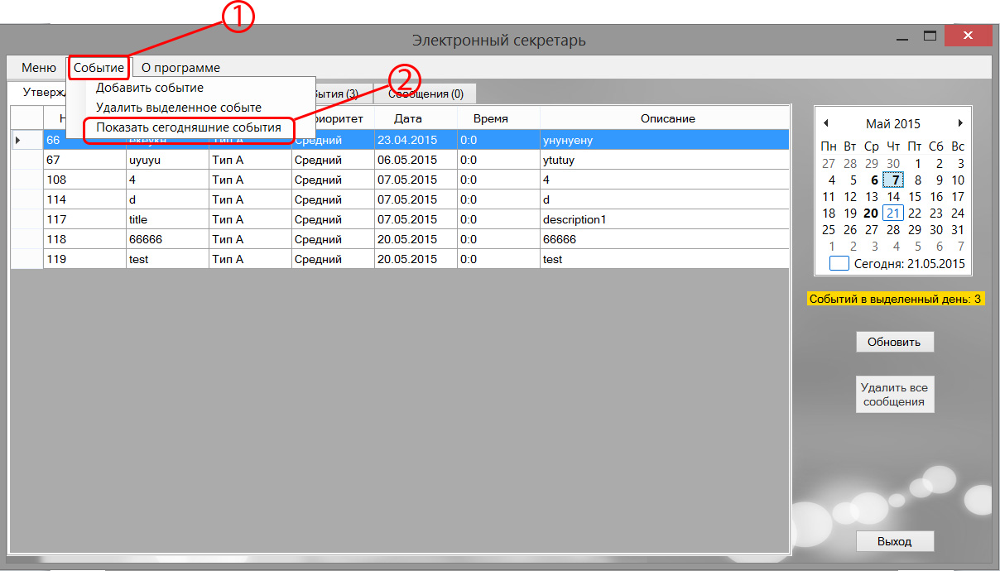 1
Электронный секретарь
Меню Событие О программе
2
Добавить событие
Удалить выделенное событе
Показать сегодняшние события
Сообщения (0)
Дата Время Описание
66 Тип А Средний 23.04.2015 0:0 унунуену
67 uyuyu Тип А Средний 06.05.2015 0:0 ytutuy
108 4 Тип А Средний 07.05.2015 0:0 4
114 d Тип А Средний 07.05.2015 0:0 d
117 title Тип А Средний 07.05.2015 0:0 description1
118 66666 Тип А Средний 20.05.2015 0:0 66666
119 test Тип А Средний 20.05.2015 0:0 test
Май 2015
Пн Вт Ср Чт Пт Сб Вс
27 28 29 30 1 2 3
4 5 6 7 8 9 10
11 12 13 14 15 16 17
18 19 20 21 22 23 24
25 26 27 28 29 30 31
1 2 3 4 5 6 7
Сегодня: 21.05.2015
Событий в выделенный день: 3
Обновить
Удалить все
сообщения
Выход